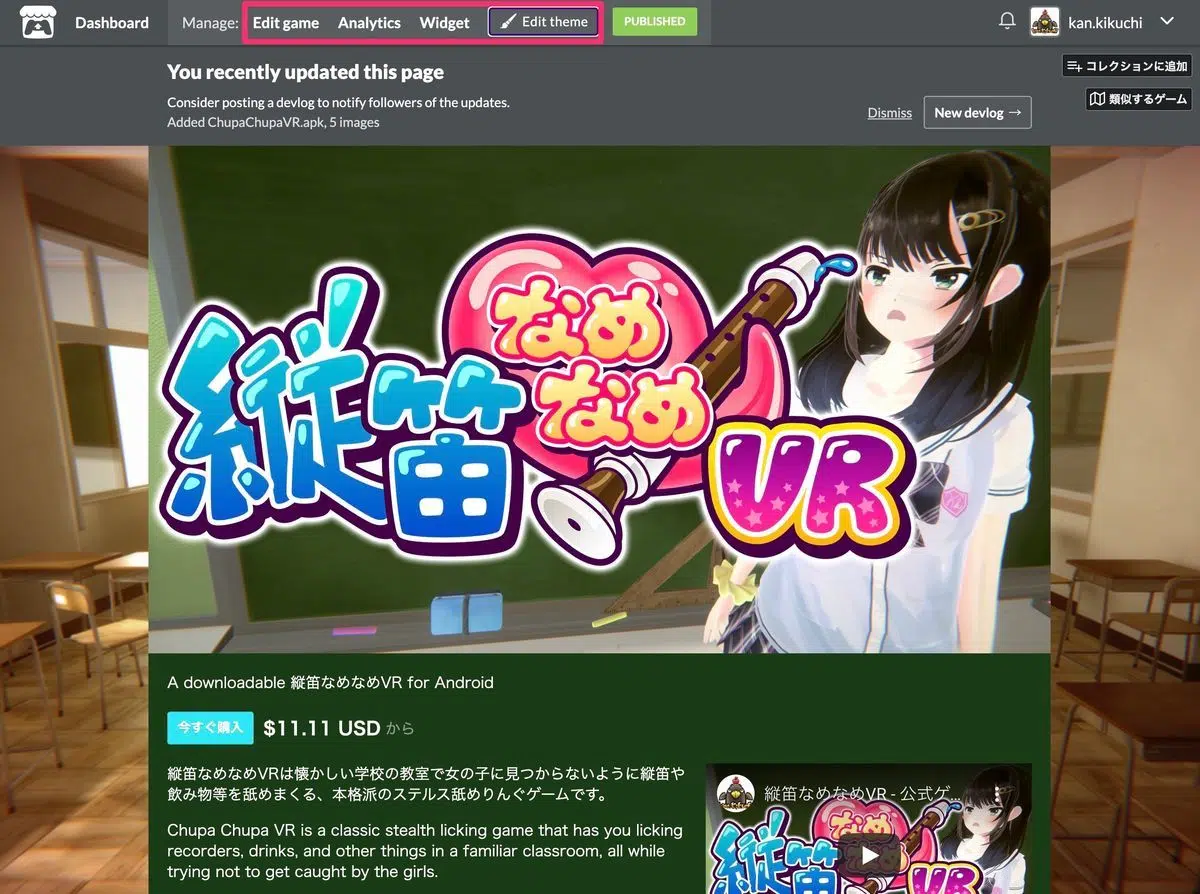 Dashboard
Manage: Edit game Analytics Widget Edit theme PUBLISHED
kan.kikuchi
You recently updated this page
Consider posting a devlog to notify followers of the updates.
Added ChupaChupaVR.apk, 5 images
Dismiss New devlog →
コレクションに追加
類似するゲーム
縦笛
なめ
なめ
VR
A downloadable 縦笛なめなめVR for Android
今すぐ購入 $11.11 USD から
縦笛なめなめVRは懐かしい学校の教室で女の子に見つからないように縦笛や
飲み物等を舐めまくる、本格派のステルス舐めりんぐゲームです。
Chupa Chupa VR is a classic stealth licking game that has you licking
recorders, drinks, and other things in a familiar classroom, all while
trying not to get caught by the girls.
縦笛なめなめVR - 公式ゲ...
縦笛
なめ
VR